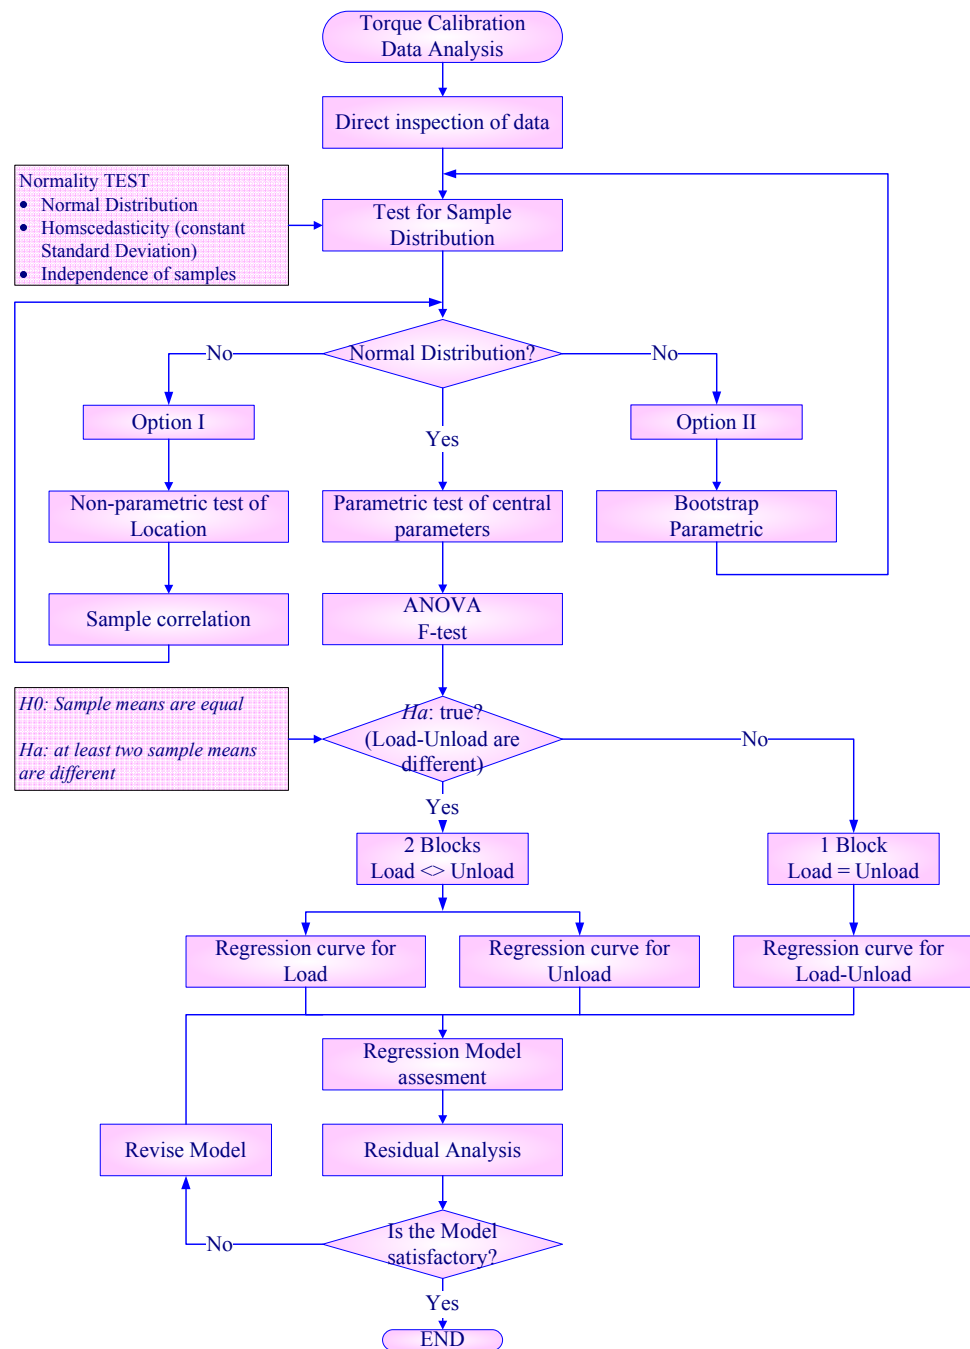 Torque Calibration
Data Analysis
Direct inspection of data
Normality TEST
• Normal Distribution
• Homscedasticity (constant
Standard Deviation)
• Independence of samples
Test for Sample
Distribution
No
Normal Distribution?
No
Option I
Yes
Option II
Non-parametric test of
Location
Parametric test of central
parameters
Bootstrap
Parametric
Sample correlation
ANOVA
F-test
H0: Sample means are equal
Ha: at least two sample means
are different
Ha: true?
(Load-Unload are
different)
No
Yes
2 Blocks
Load <> Unload
1 Block
Load = Unload
Regression curve for
Load
Regression curve for
Unload
Regression curve for
Load-Unload
Regression Model
assesment
Revise Model
Residual Analysis
No
Is the Model
satisfactory?
Yes
END